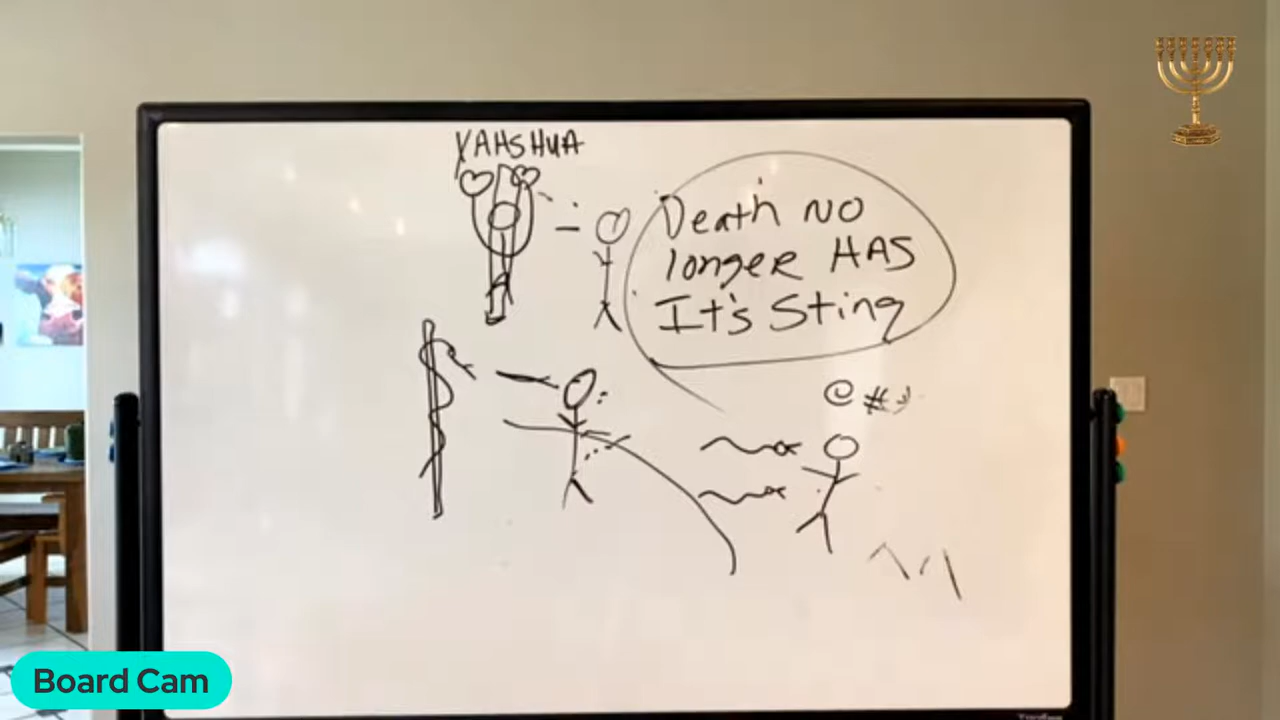 YAHSHUA
Death no
longer HAS
It's Sting
@#
Board Cam